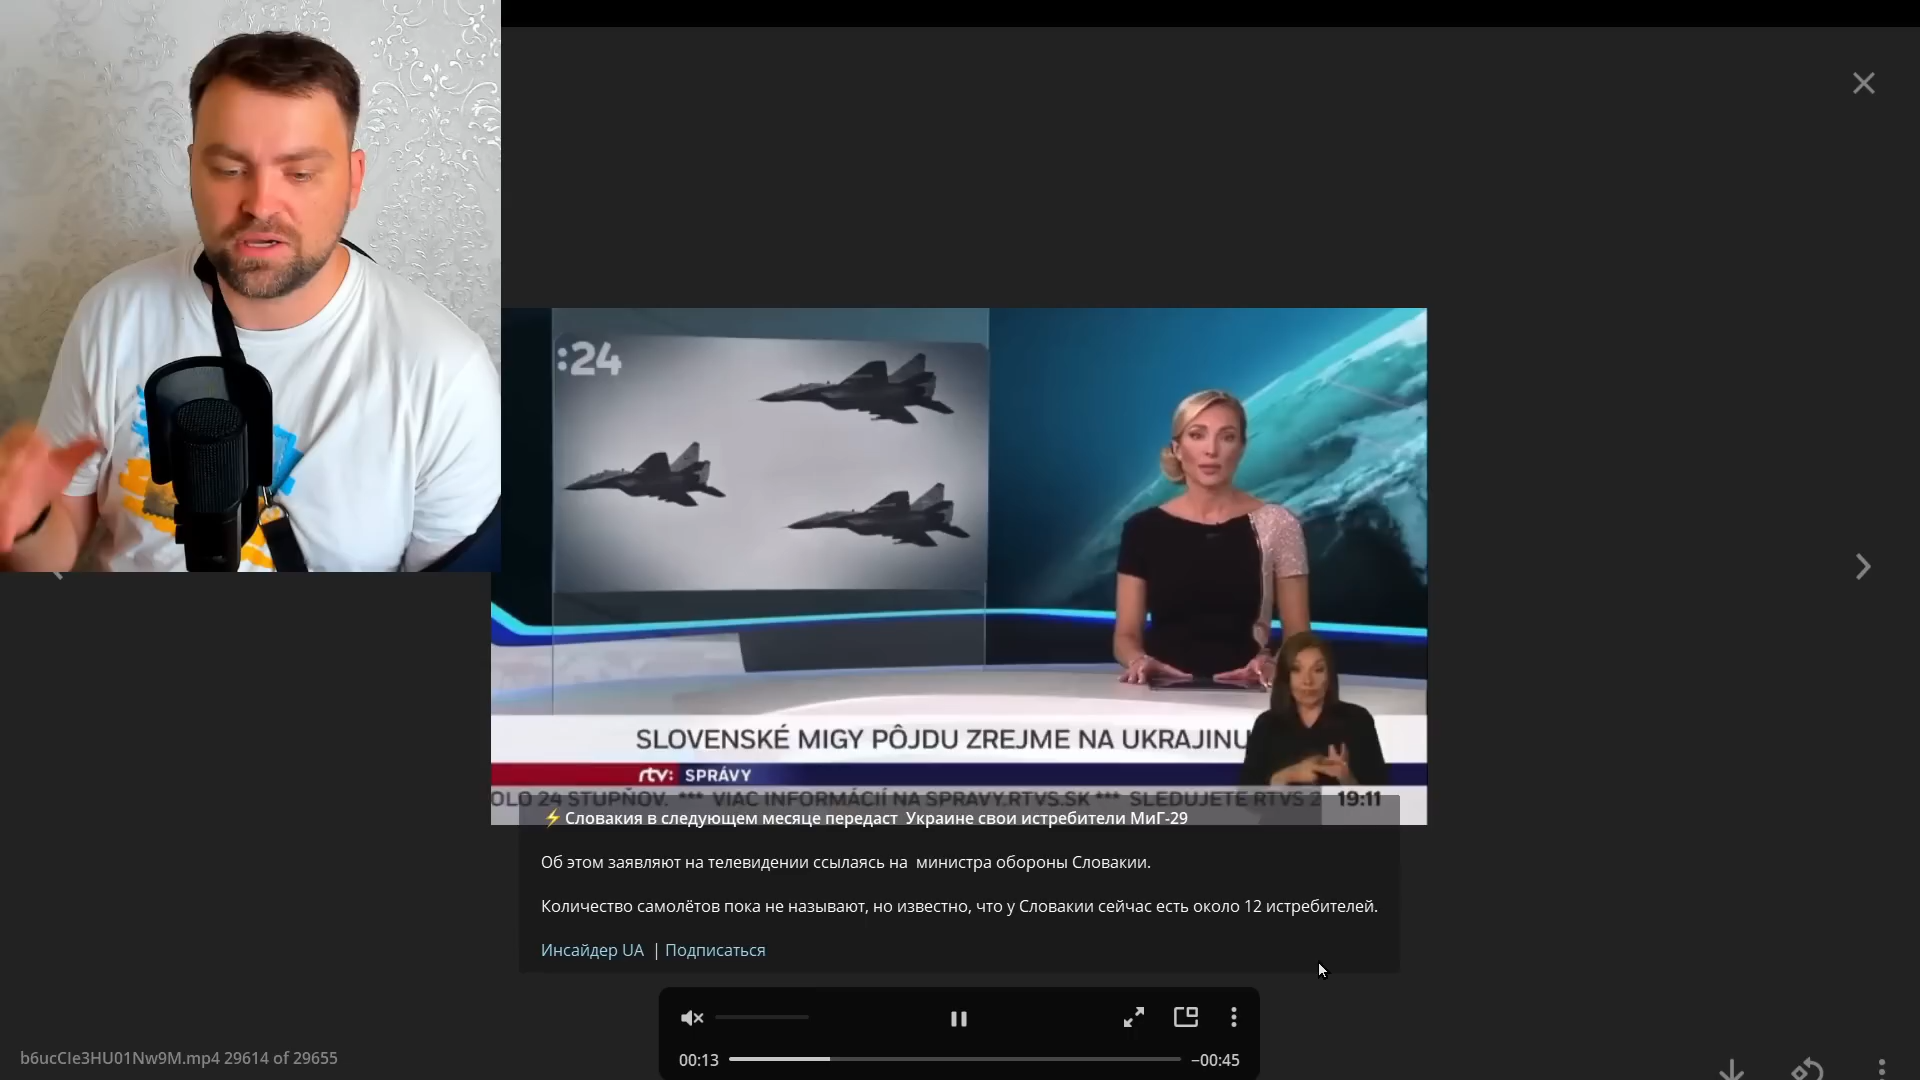 :24
SLOVENSKÉ MIGY PÔJDU ZREJME NA UKRAJINU
rtv: SPRÁVY
OLO 24 STUPŇOV. *** VIAC INFORMÁCIÍ NA SPRAVY.RTVS.SK *** SLEDUJETE RTVS 2 19:11
⚡Словакия в следующем месяце передаст Украине свои истребители МиГ-29
Об этом заявляют на телевидении ссылаясь на министра обороны Словакии.
Количество самолётов пока не называют, но известно, что у Словакии сейчас есть около 12 истребителей.
Инсайдер UA | Подписаться
00:13
−00:45
b6ucCIe3HU01Nw9M.mp4 29614 of 29655